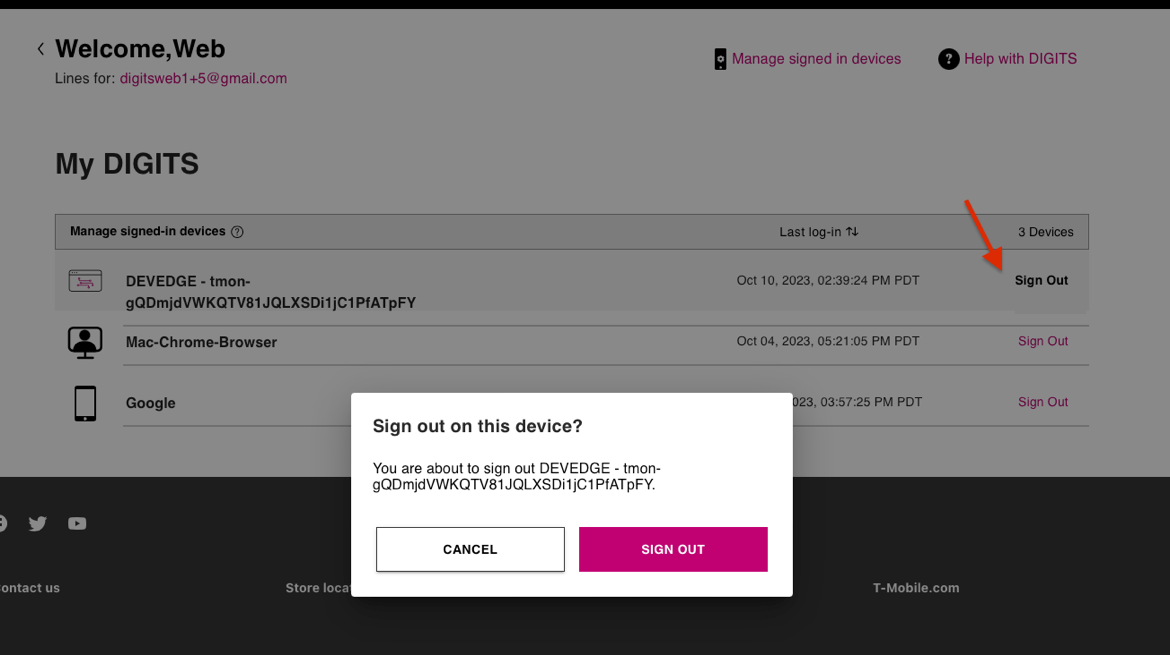 Welcome,Web
Manage signed in devices
? Help with DIGITS
Lines for: digitsweb1+5@gmail.com
My DIGITS
Manage signed-in devices ?
Last log-in
3 Devices
DEVEDGE - tmon-
gQDmjdVWKQTV81JQLXSDi1jC1PfATpFY
Oct 10, 2023, 02:39:24 PM PDT
Sign Out
Mac-Chrome-Browser
Oct 04, 2023, 05:21:05 PM PDT
Sign Out
Google
023, 03:57:25 PM PDT
Sign Out
Sign out on this device?
You are about to sign out DEVEDGE - tmon-
gQDmjdVWKQTV81JQLXSDi1jC1PfATpFY.
CANCEL
SIGN OUT
ontact us
Store locat
T-Mobile.com